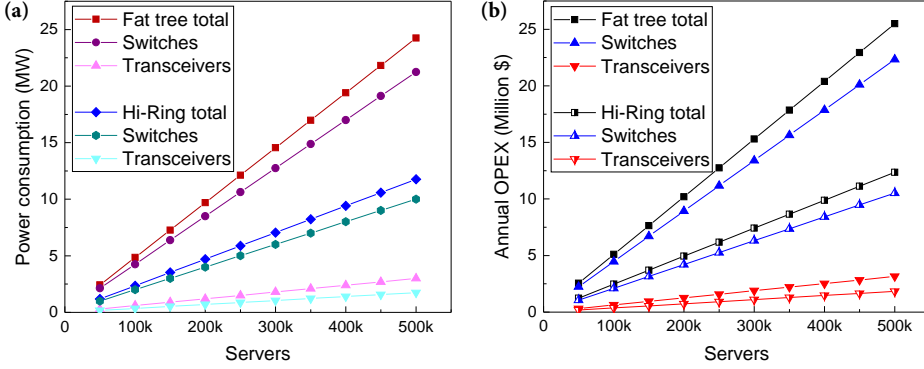 (a)
Power consumption (MW)
25
20
15
10
5
0
Fat tree total
Switches
Transceivers
Hi-Ring total
Switches
Transceivers
0
100k
200k
300k
400k
500k
Servers
(b)
Annual OPEX (Million $)
25
20
15
10
5
0
Fat tree total
Switches
Transceivers
Hi-Ring total
Switches
Transceivers
0
100k
200k
300k
400k
500k
Servers